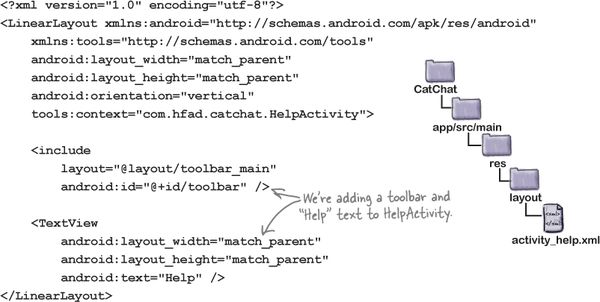 <?xml version="1.0" encoding="utf-8"?>
<LinearLayout xmlns:android="http://schemas.android.com/apk/res/android"
    xmlns:tools="http://schemas.android.com/tools"
    android:layout_width="match_parent"
    android:layout_height="match_parent"
    android:orientation="vertical"
    tools:context="com.hfad.catchat.HelpActivity">
    <include
        layout="@layout/toolbar_main"
        android:id="@+id/toolbar" />
We're adding a toolbar and
"Help" text to HelpActivity.
    <TextView
        android:layout_width="match_parent"
        android:layout_height="match_parent"
        android:text="Help" />
</LinearLayout>
CatChat
app/src/main
res
layout
<xml>
</xml>
activity_help.xml